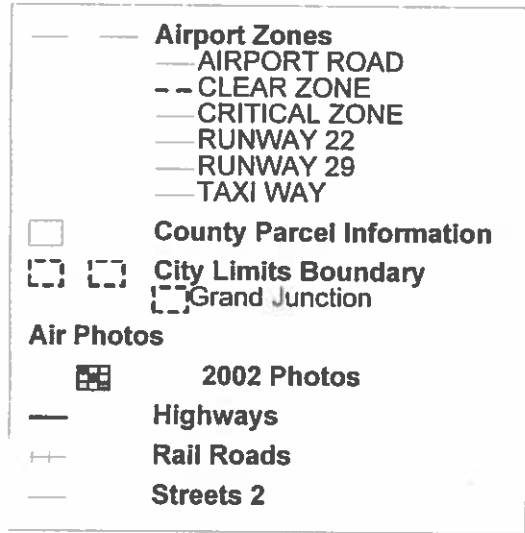 Airport Zones
AIRPORT ROAD
CLEAR ZONE
CRITICAL ZONE
RUNWAY 22
RUNWAY 29
TAXI WAY
County Parcel Information
City Limits Boundary
Grand Junction
Air Photos
2002 Photos
Highways
Rail Roads
Streets 2